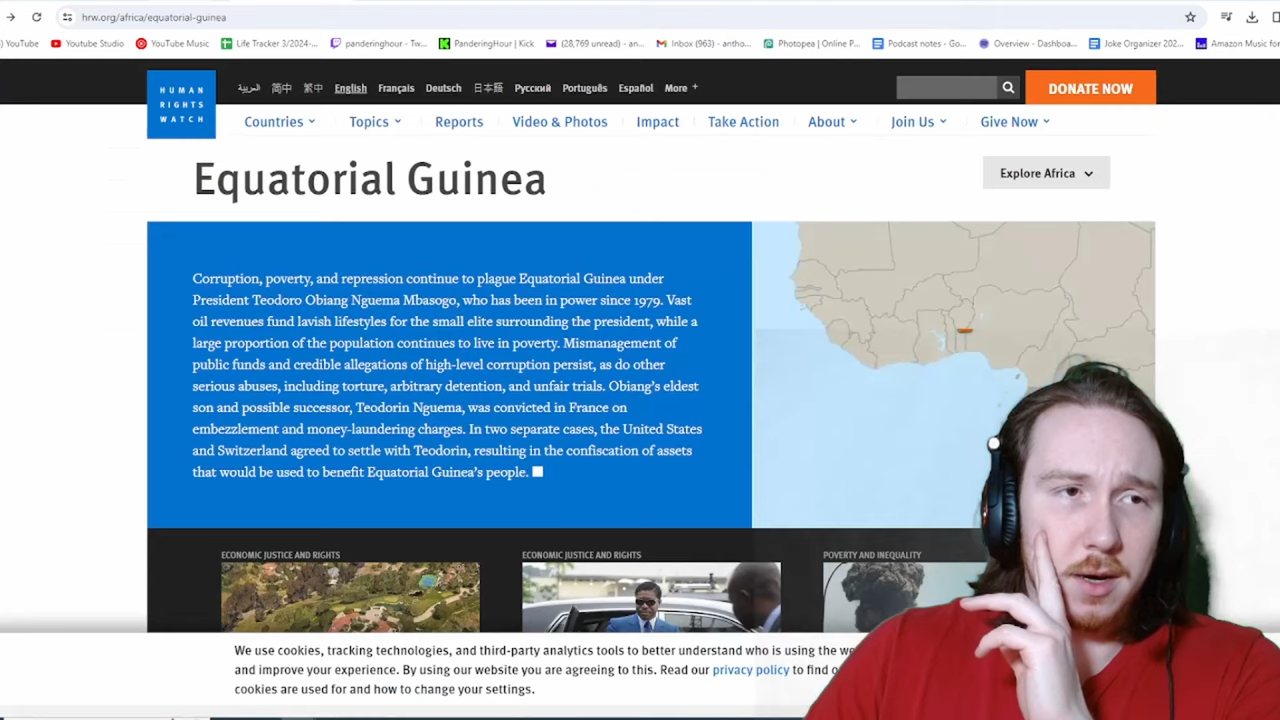 hrw.org/africa/equatorial-guinea
YouTube
YouTube Studio
YouTube Music
Life Tracker 3/2024-...
panderinghour - Tw...
PanderingHour | Kick
(28,769 unread) - an...
Inbox (963) - antho...
Photopea | Online P...
Podcast notes - Go...
Overview - Dashboa...
Joke Organizer 202...
Amazon Music for
العربية 简中 繁中 English Français Deutsch 日本語 Русский Português Español More +
DONATE NOW
HUMAN
RIGHTS
WATCH
Countries Topics Reports Video & Photos Impact Take Action About Join Us Give Now
Equatorial Guinea
Explore Africa
Corruption, poverty, and repression continue to plague Equatorial Guinea under
President Teodoro Obiang Nguema Mbasogo, who has been in power since 1979. Vast
oil revenues fund lavish lifestyles for the small elite surrounding the president, while a
large proportion of the population continues to live in poverty. Mismanagement of
public funds and credible allegations of high-level corruption persist, as do other
serious abuses, including torture, arbitrary detention, and unfair trials. Obiang’s eldest
son and possible successor, Teodorin Nguema, was convicted in France on
embezzlement and money-laundering charges. In two separate cases, the United States
and Switzerland agreed to settle with Teodorin, resulting in the confiscation of assets
that would be used to benefit Equatorial Guinea’s people.
ECONOMIC JUSTICE AND RIGHTS
ECONOMIC JUSTICE AND RIGHTS
POVERTY AND INEQUALITY
We use cookies, tracking technologies, and third-party analytics tools to better understand who is using the
and improve your experience. By using our website you are agreeing to this. Read our privacy policy to find
cookies are used for and how to change your settings.